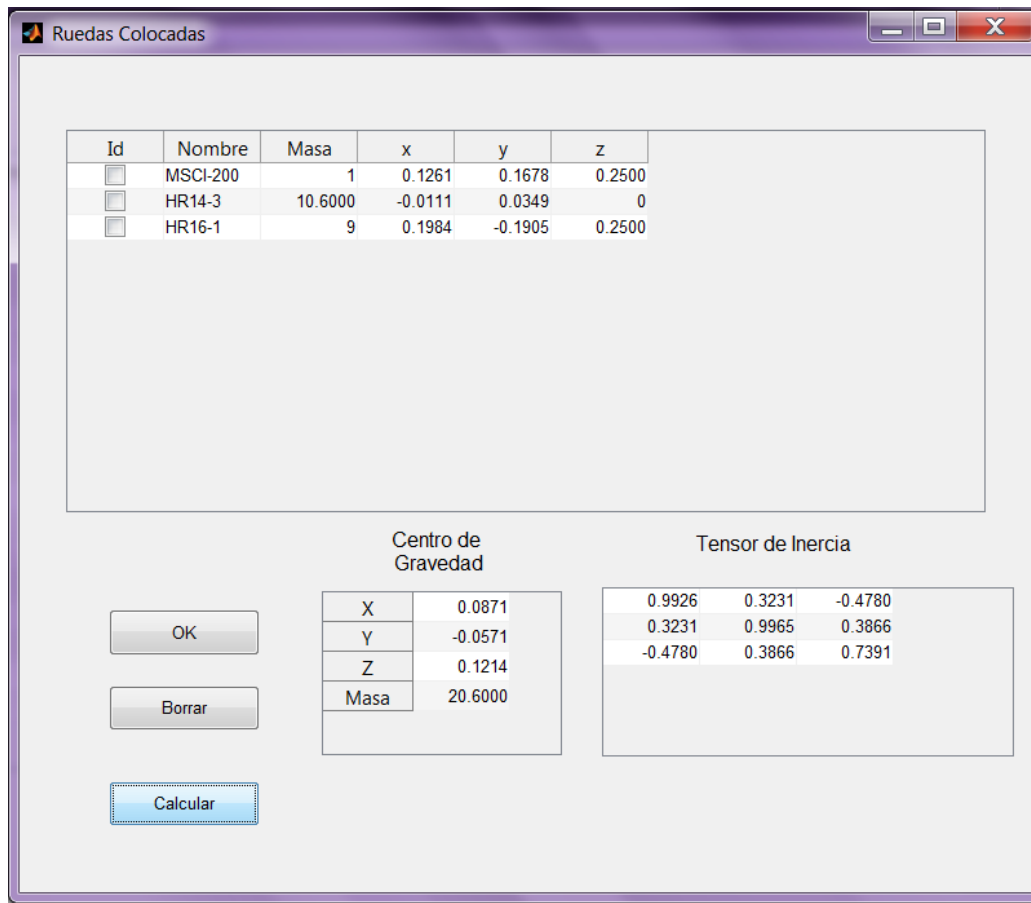 Ruedas Colocadas
Id Nombre Masa x y z
MSCI-200 1 0.1261 0.1678 0.2500
HR14-3 10.6000 -0.0111 0.0349 0
HR16-1 9 0.1984 -0.1905 0.2500
Centro de
Gravedad
X 0.0871
Y -0.0571
Z 0.1214
Masa 20.6000
Tensor de Inercia
0.9926 0.3231 -0.4780
0.3231 0.9965 0.3866
-0.4780 0.3866 0.7391
OK
Borrar
Calcular